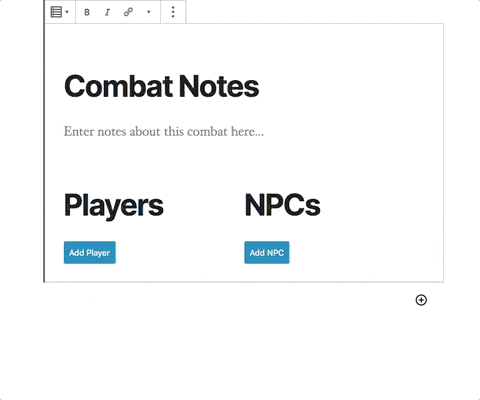 B I
Combat Notes
Enter notes about this combat here...
Players NPCs
Add Player Add NPC